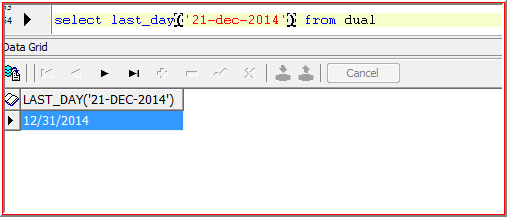 select last_day('21-dec-2014') from dual
Data Grid
Cancel
LAST_DAY('21-DEC-2014')
12/31/2014